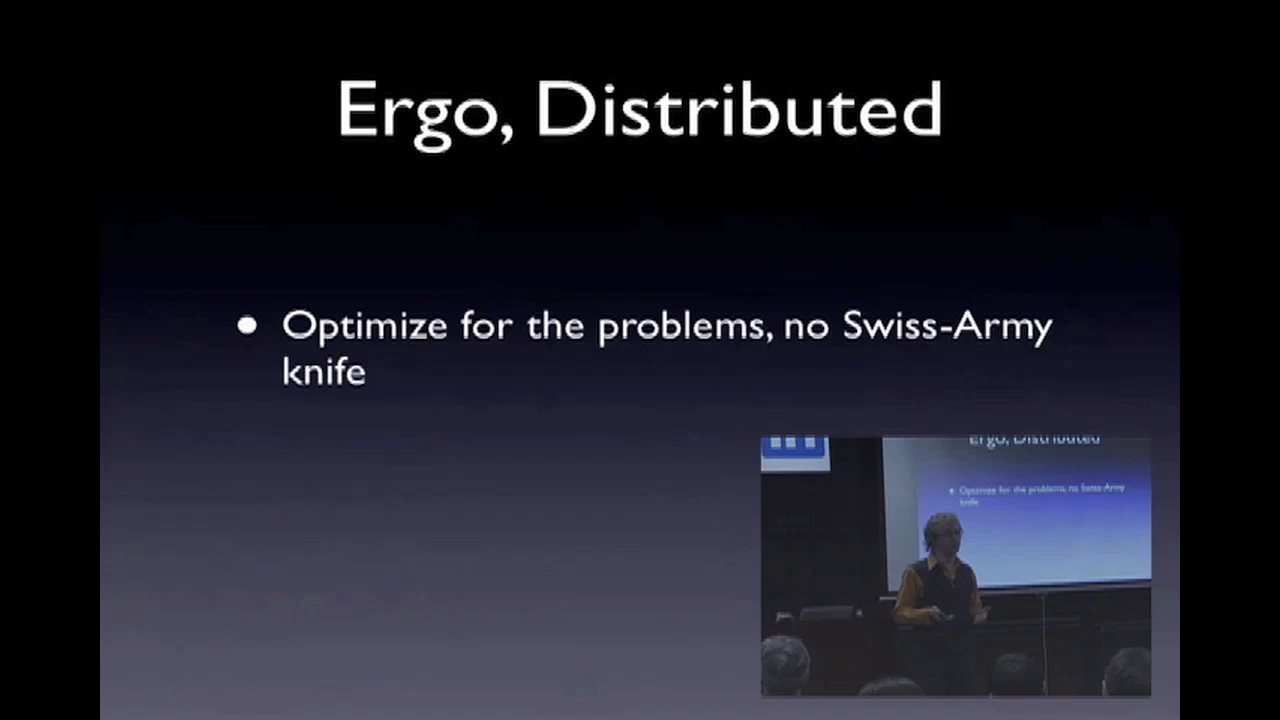 Ergo, Distributed
Optimize for the problems, no Swiss-Army
knife
Ergo, Distributed
Optimize for the problems, no Swiss-Army
knife